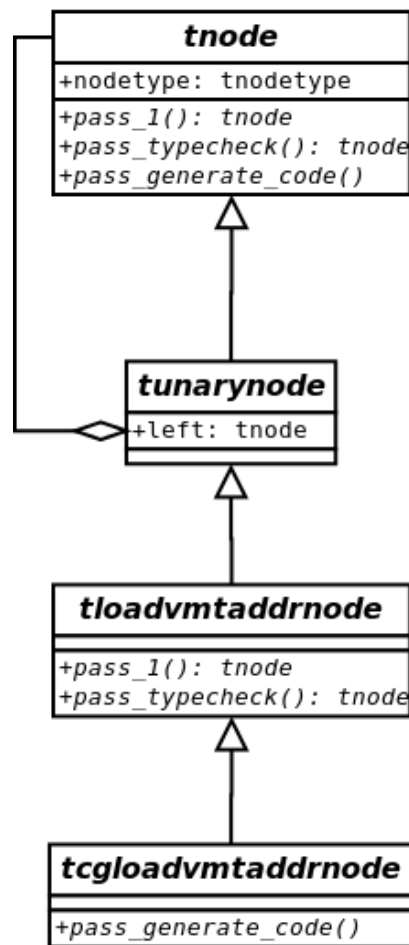 tnode
+nodetype: tnodetype
+pass_1(): tnode
+pass_typecheck(): tnode
+pass_generate_code()
tunarynode
+left: tnode
tloadvmtaddrnode
+pass_1(): tnode
+pass_typecheck(): tnode
tcgloadvmtaddrnode
+pass_generate_code()